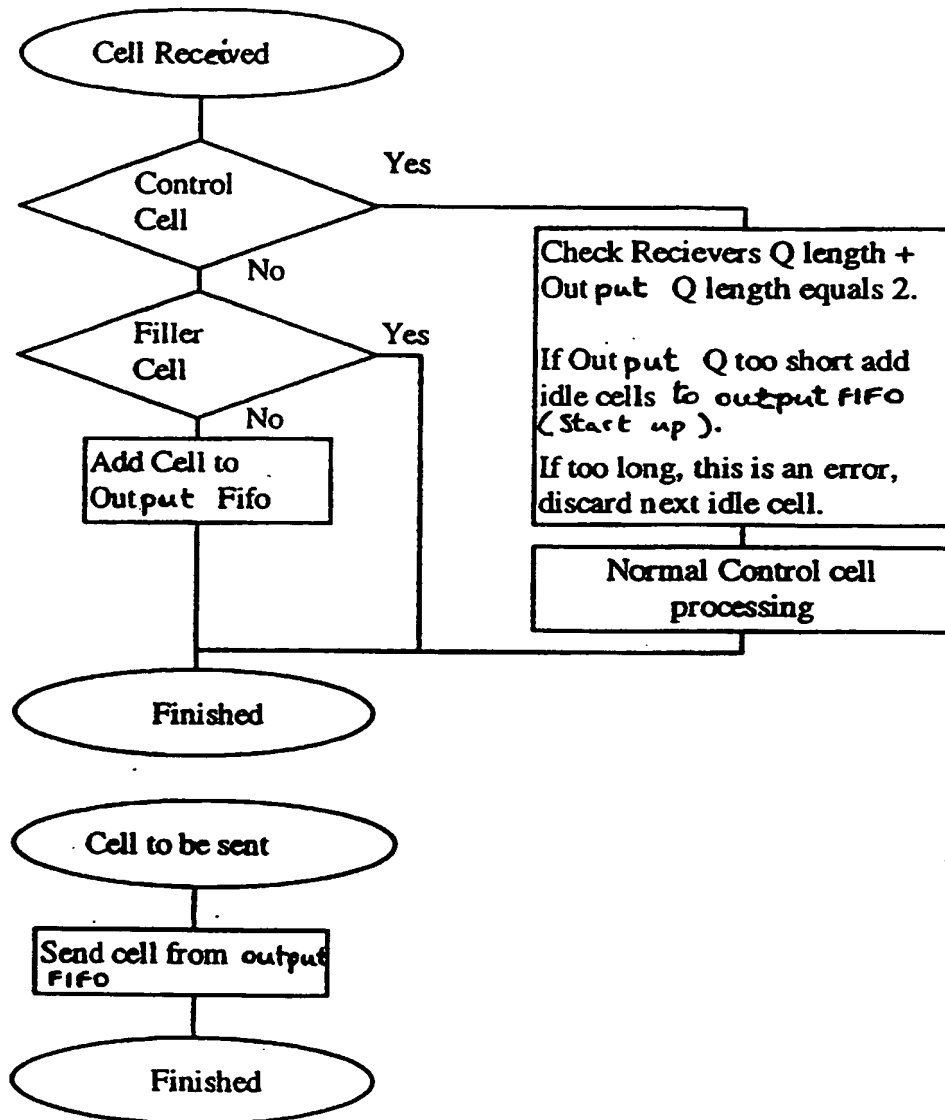 Cell Received
Control
Cell
Yes
No
Filler
Cell
Yes
No
Add Cell to
Output Fifo
Check Recievers Q length +
Output Q length equals 2.
If Output Q too short add
idle cells to output FIFO
(Start up).
If too long, this is an error,
discard next idle cell.
Normal Control cell
processing
Finished
Cell to be sent
Send cell from output
FIFO
Finished